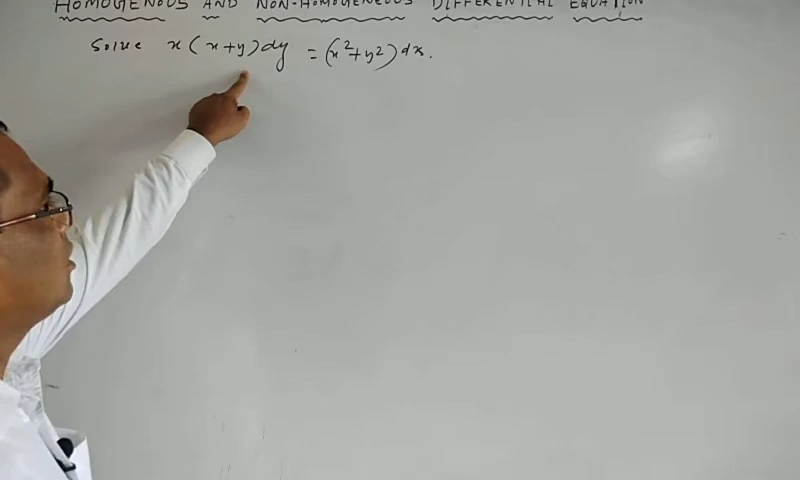 HOMOGENOUS AND NON-HOMOGENEOUS DIFFERENTIAL EQUATION
Solve x(x+y)dy = (x²+y²)dx.